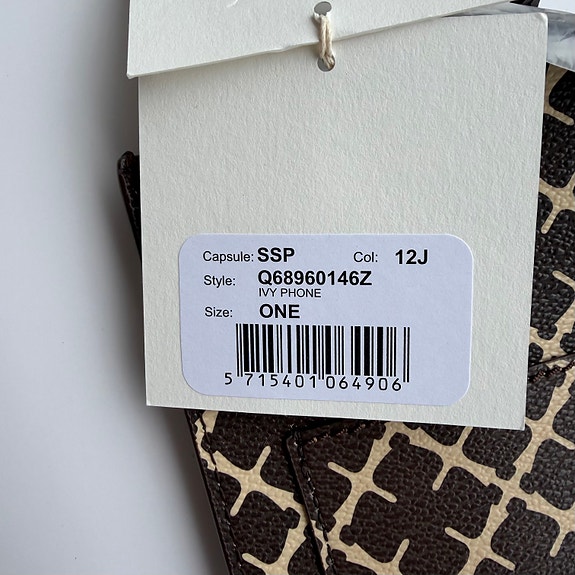 Capsule: SSP Col: 12J
Style: Q68960146Z
IVY PHONE
Size: ONE
5 715401 064906